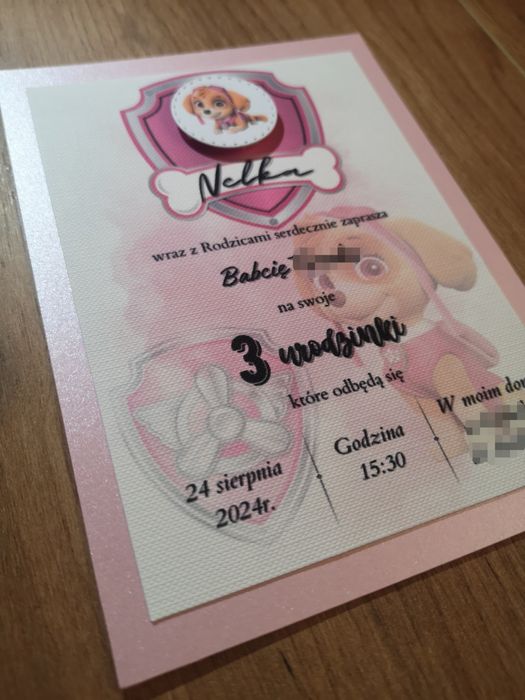 Nelka
wraz z Rodzicami serdecznie zaprasza
Babcię
na swoje
3 urodzinki
które odbędą się
24 sierpnia
2024r.
Godzina
15:30
W moim